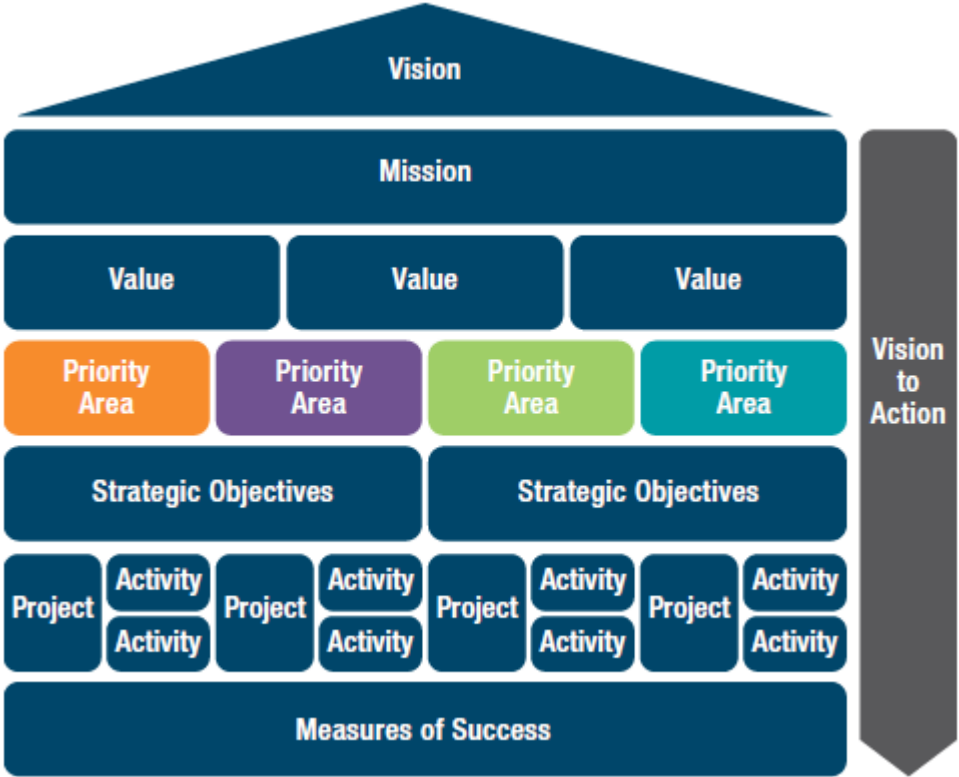 Vision
Mission
Value
Value
Value
Priority
Area
Priority
Area
Priority
Area
Priority
Area
Strategic Objectives
Strategic Objectives
Project
Activity
Activity
Project
Activity
Activity
Project
Activity
Activity
Project
Activity
Activity
Measures of Success
Vision
to
Action